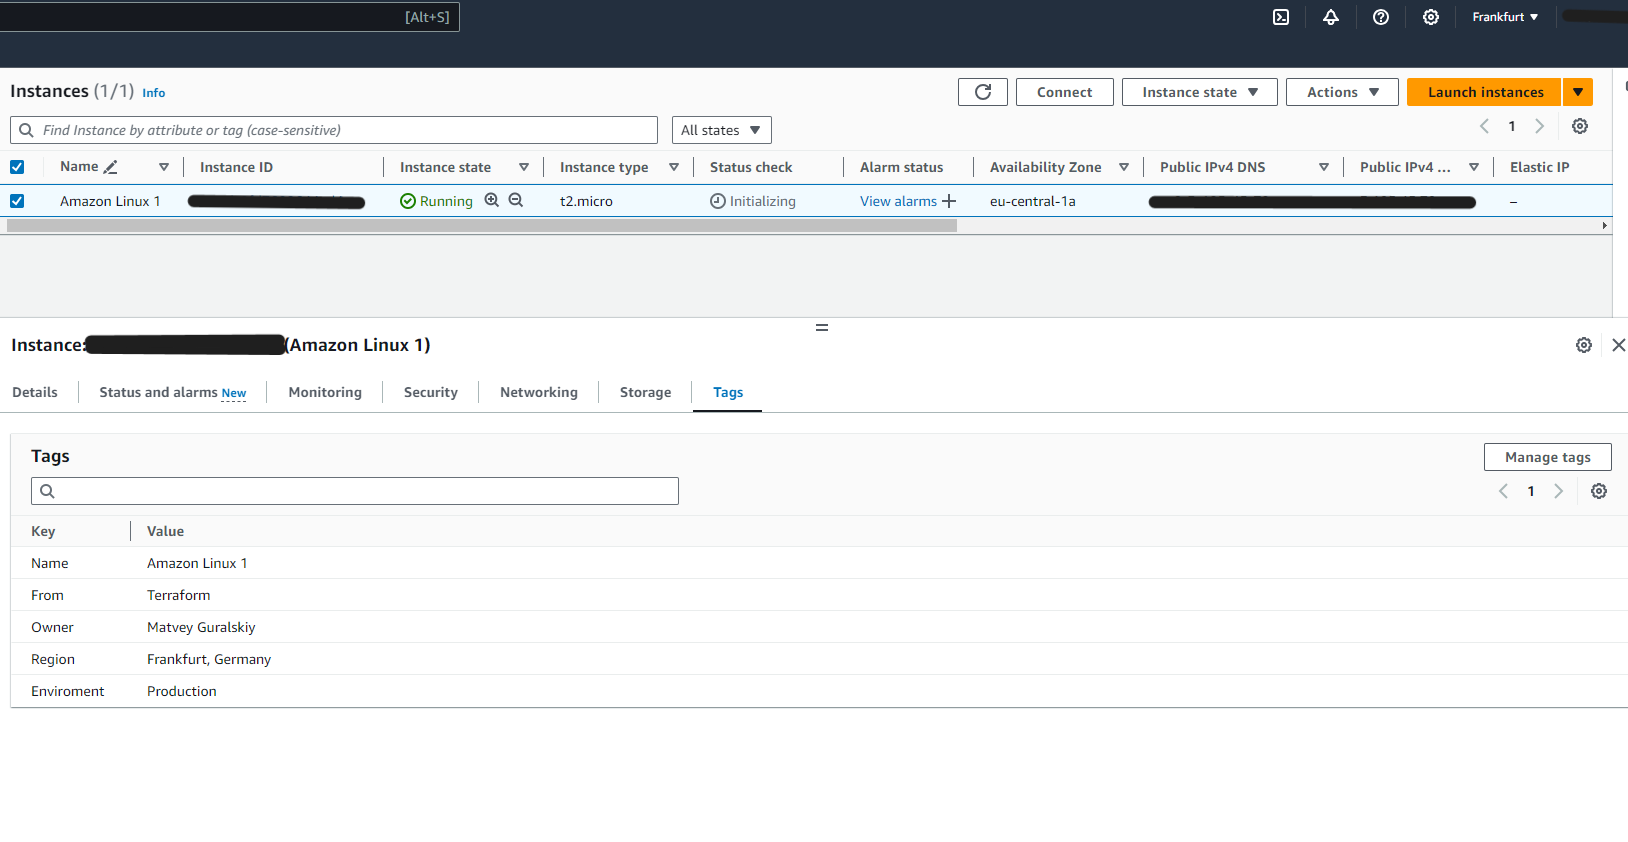 [Alt+S]
Frankfurt
Instances (1/1) Info
Connect
Instance state
Actions
Launch instances
Find Instance by attribute or tag (case-sensitive)
All states
1
Name Instance ID Instance state Instance type Status check Alarm status Availability Zone Public IPv4 DNS Public IPv4 ... Elastic IP
Amazon Linux 1 Running t2.micro Initializing View alarms eu-central-1a –
Instance: (Amazon Linux 1)
Details Status and alarms New Monitoring Security Networking Storage Tags
Tags
Manage tags
1
Key Value
Name Amazon Linux 1
From Terraform
Owner Matvey Guralskiy
Region Frankfurt, Germany
Enviroment Production